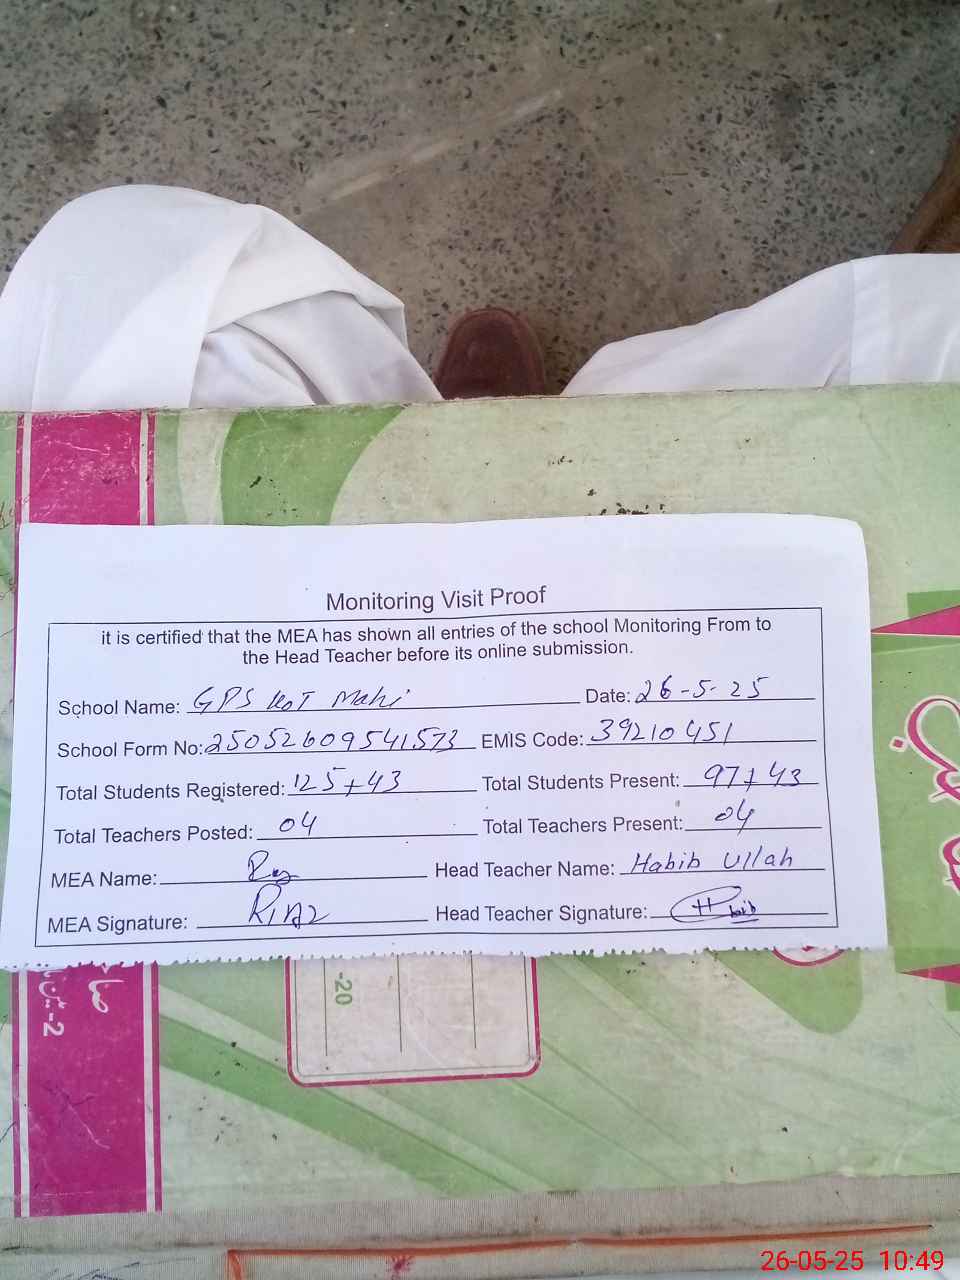 Monitoring Visit Proof
it is certified that the MEA has shown all entries of the school Monitoring From to
the Head Teacher before its online submission.
School Name: GPS Kot Mahi Date: 26-5-25
School Form No: 25052609541573 EMIS Code: 39210451
Total Students Registered: 125+43 Total Students Present: 97+43
Total Teachers Posted: 04 Total Teachers Present: 04
MEA Name: Head Teacher Name: Habib Ullah
MEA Signature: Riaz Head Teacher Signature: Habib
-20
26-05-25 10:49